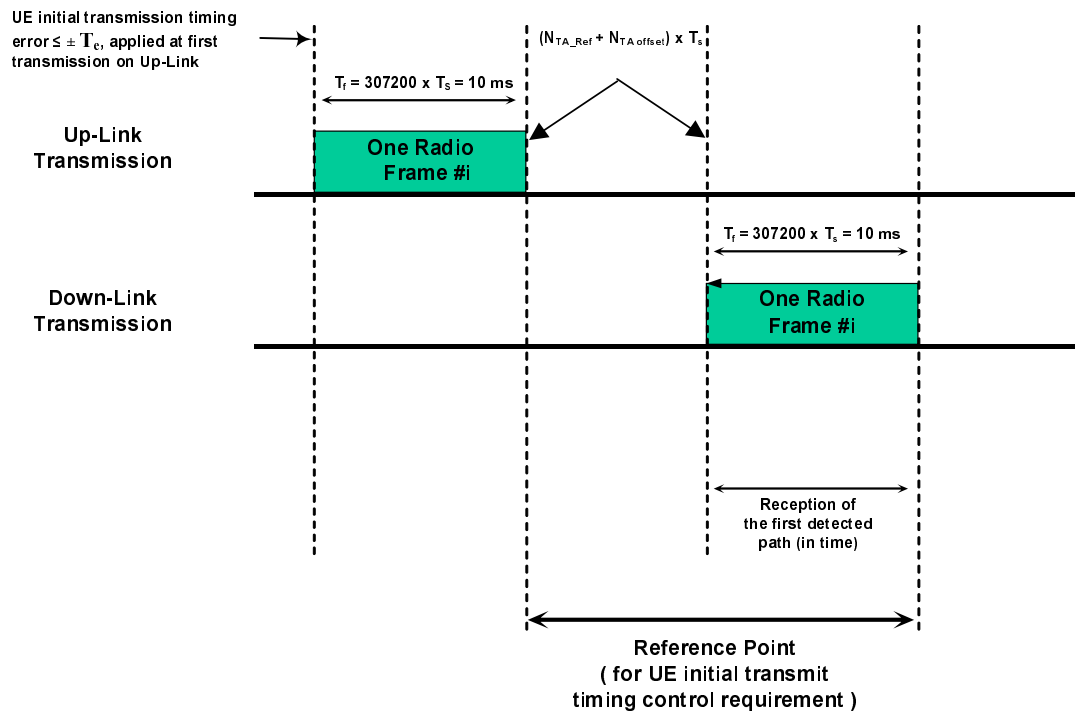 UE initial transmission timing
error ≤ ± Te, applied at first
transmission on Up-Link
(NTA_Ref + NTA offset) x Ts
Tf = 307200 x TS = 10 ms
Up-Link
Transmission
One Radio
Frame #i
Tf = 307200 x Ts = 10 ms
Down-Link
Transmission
One Radio
Frame #i
Reception of
the first detected
path (in time)
Reference Point
( for UE initial transmit
timing control requirement )